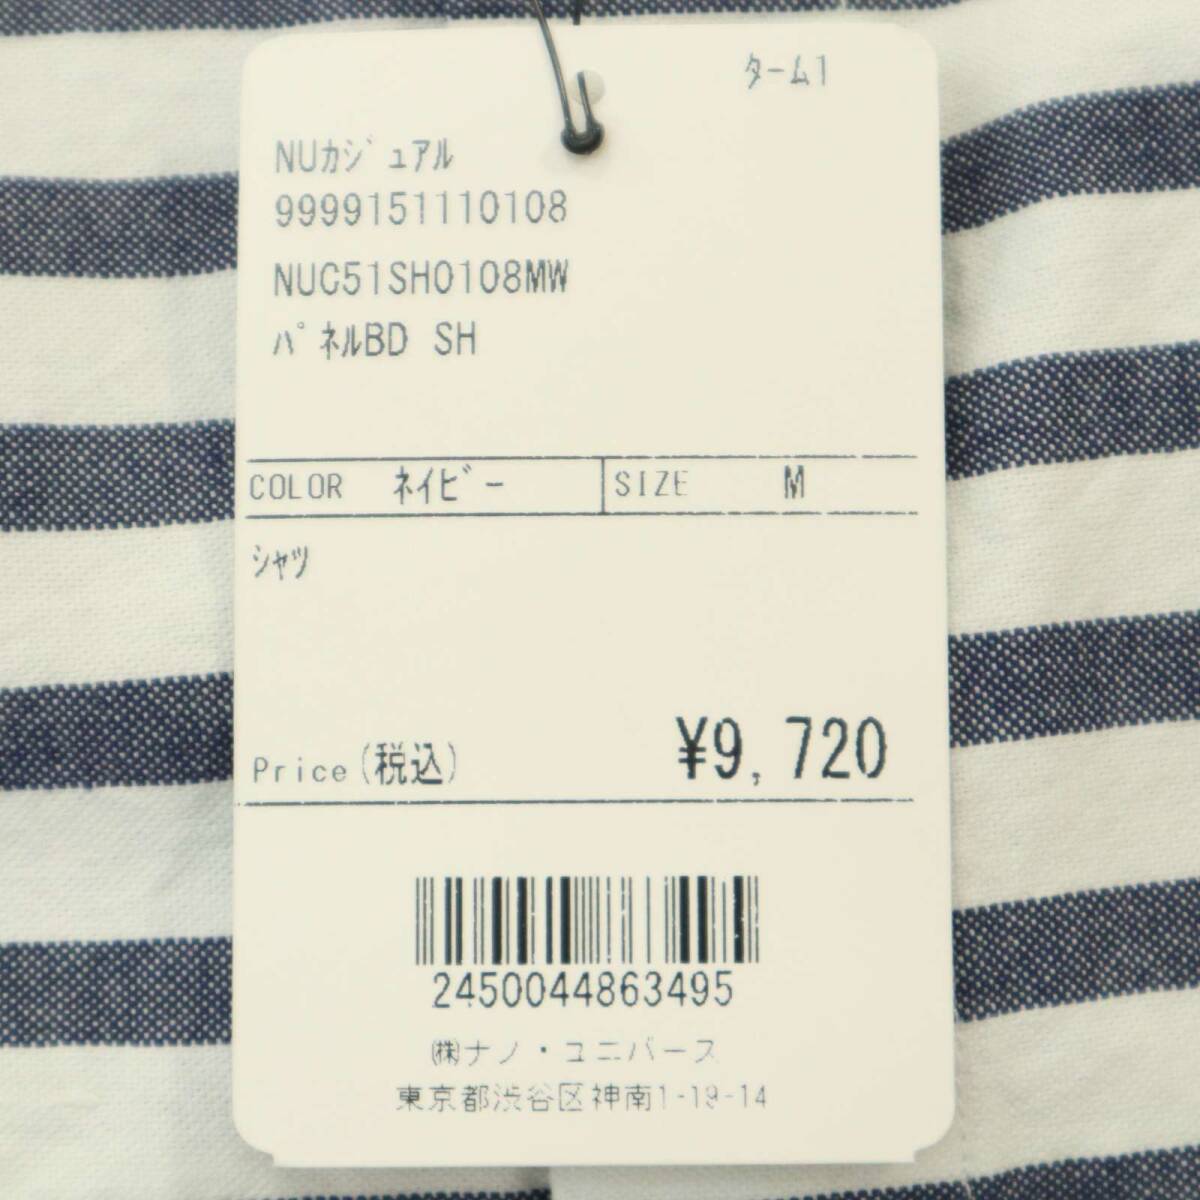 ﾀｰﾑ1
NUｶｼﾞｭｱﾙ
9999151110108
NUC51SH0108MW
ﾊﾟﾈﾙBD SH
COLOR ﾈｲﾋﾞｰ SIZE M
ｼｬﾂ
Price(税込) ¥9,720
2450044863495
㈱ナノ・ユニバース
東京都渋谷区神南1-19-14